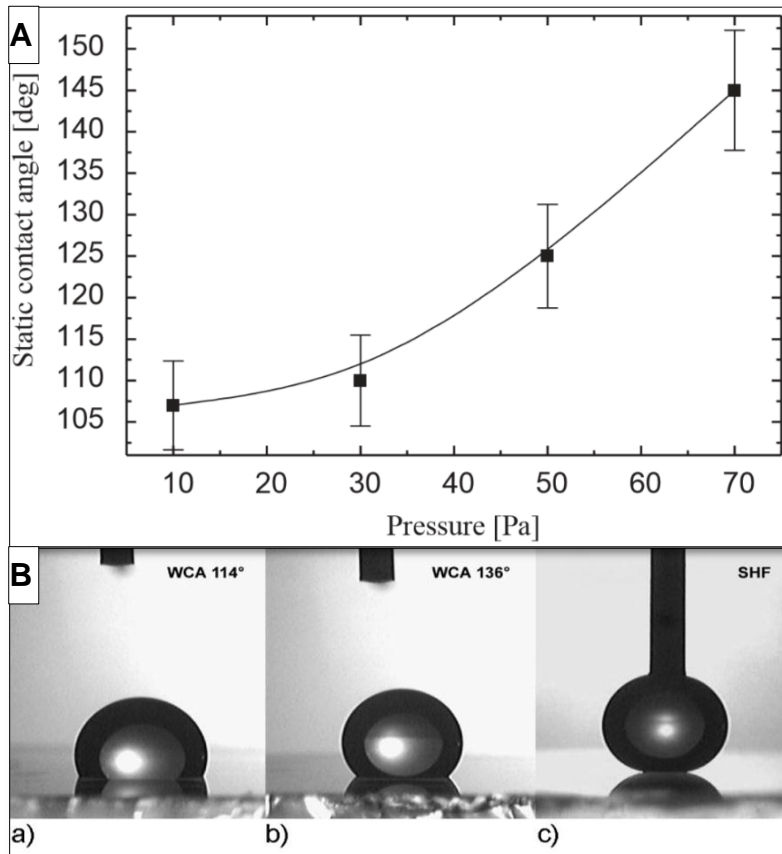 A
150
145
140
135
130
125
120
115
110
105
Static contact angle [deg]
10 20 30 40 50 60 70
Pressure [Pa]
B
WCA 114° WCA 136° SHF
a) b) c)